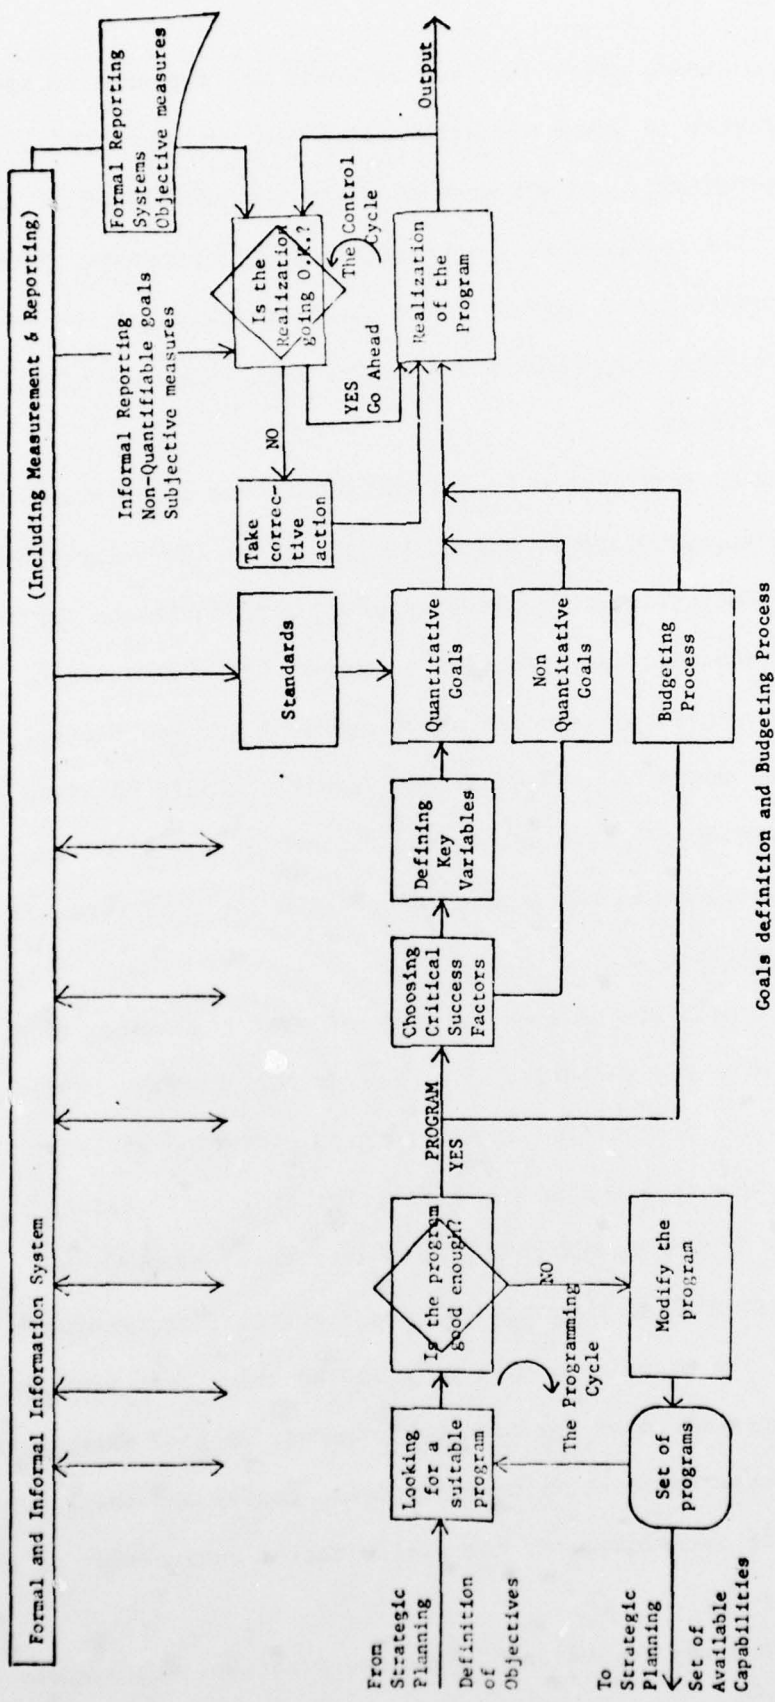 Formal and Informal Information System
(Including Measurement & Reporting)
Formal Reporting
Systems
Objective measures
Informal Reporting
Non-Quantifiable goals
Subjective measures
Standards
Take
correc-
tive
action
NO
Is the
Realization
going O.K.?
YES
Go Ahead
The Control
Cycle
Output
From
Strategic
Planning
Definition
of
Objectives
Looking
for a
suitable
program
Is the program
good enough?
PROGRAM
YES
Choosing
Critical
Success
Factors
Defining
Key
Variables
Quantitative
Goals
Realization
of the
Program
Non
Quantitative
Goals
Budgeting
Process
NO
The Programming
Cycle
Modify the
program
Set of
programs
To
Strategic
Planning
Set of
Available
Capabilities
Goals definition and Budgeting Process